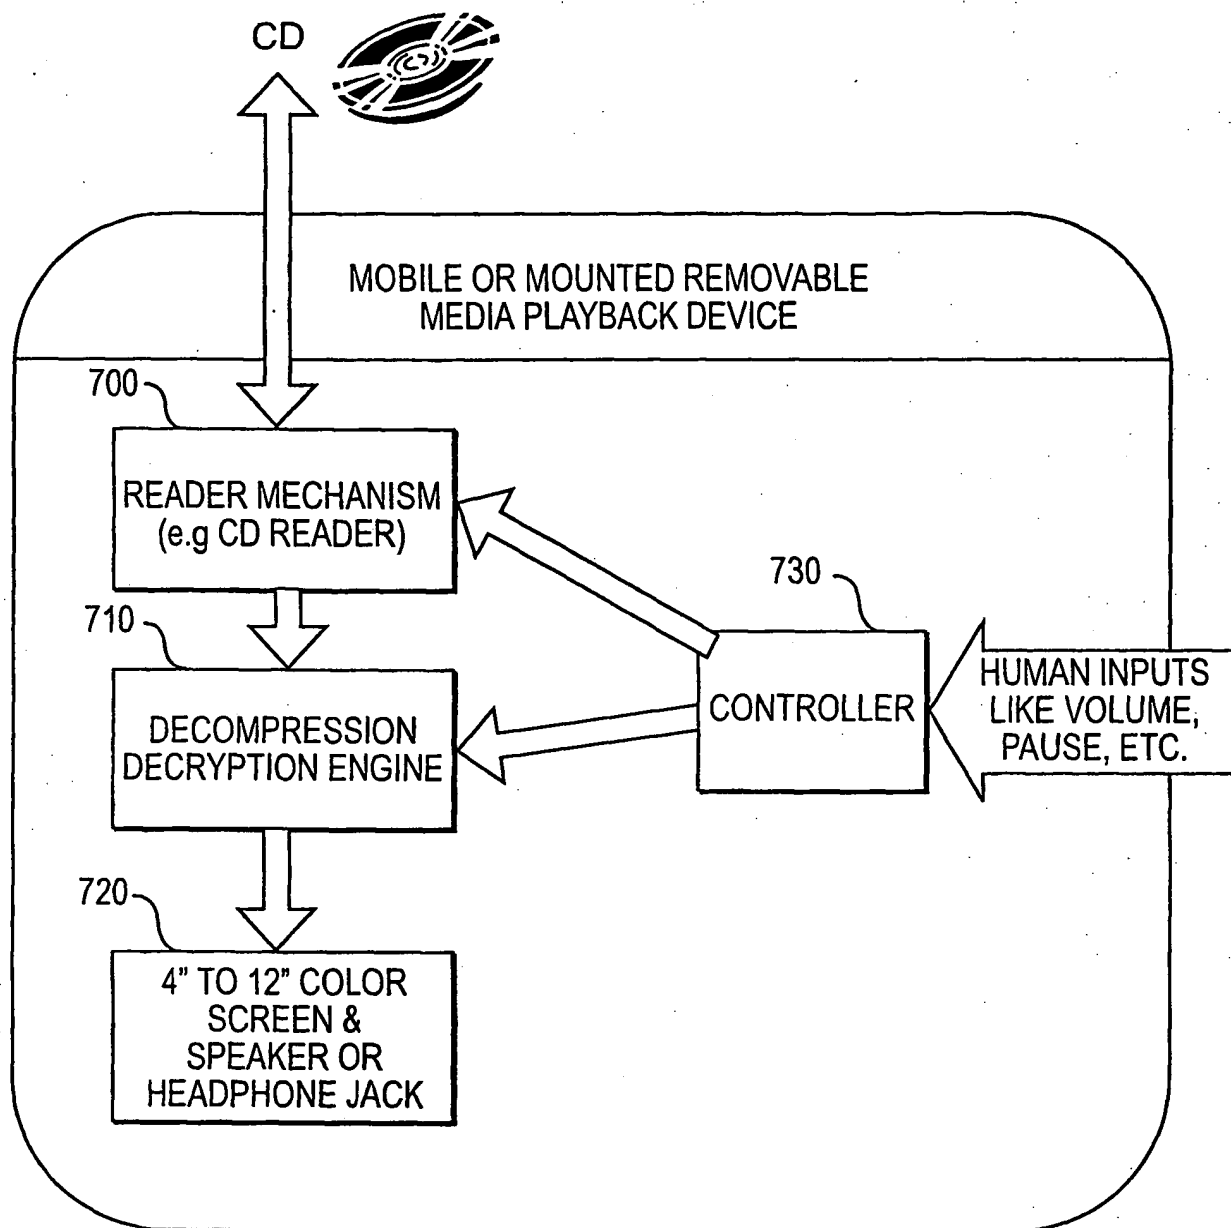 CD
MOBILE OR MOUNTED REMOVABLE
MEDIA PLAYBACK DEVICE
700
READER MECHANISM
(e.g CD READER)
730
710
DECOMPRESSION
DECRYPTION ENGINE
CONTROLLER
HUMAN INPUTS
LIKE VOLUME,
PAUSE, ETC.
720
4" TO 12" COLOR
SCREEN &
SPEAKER OR
HEADPHONE JACK